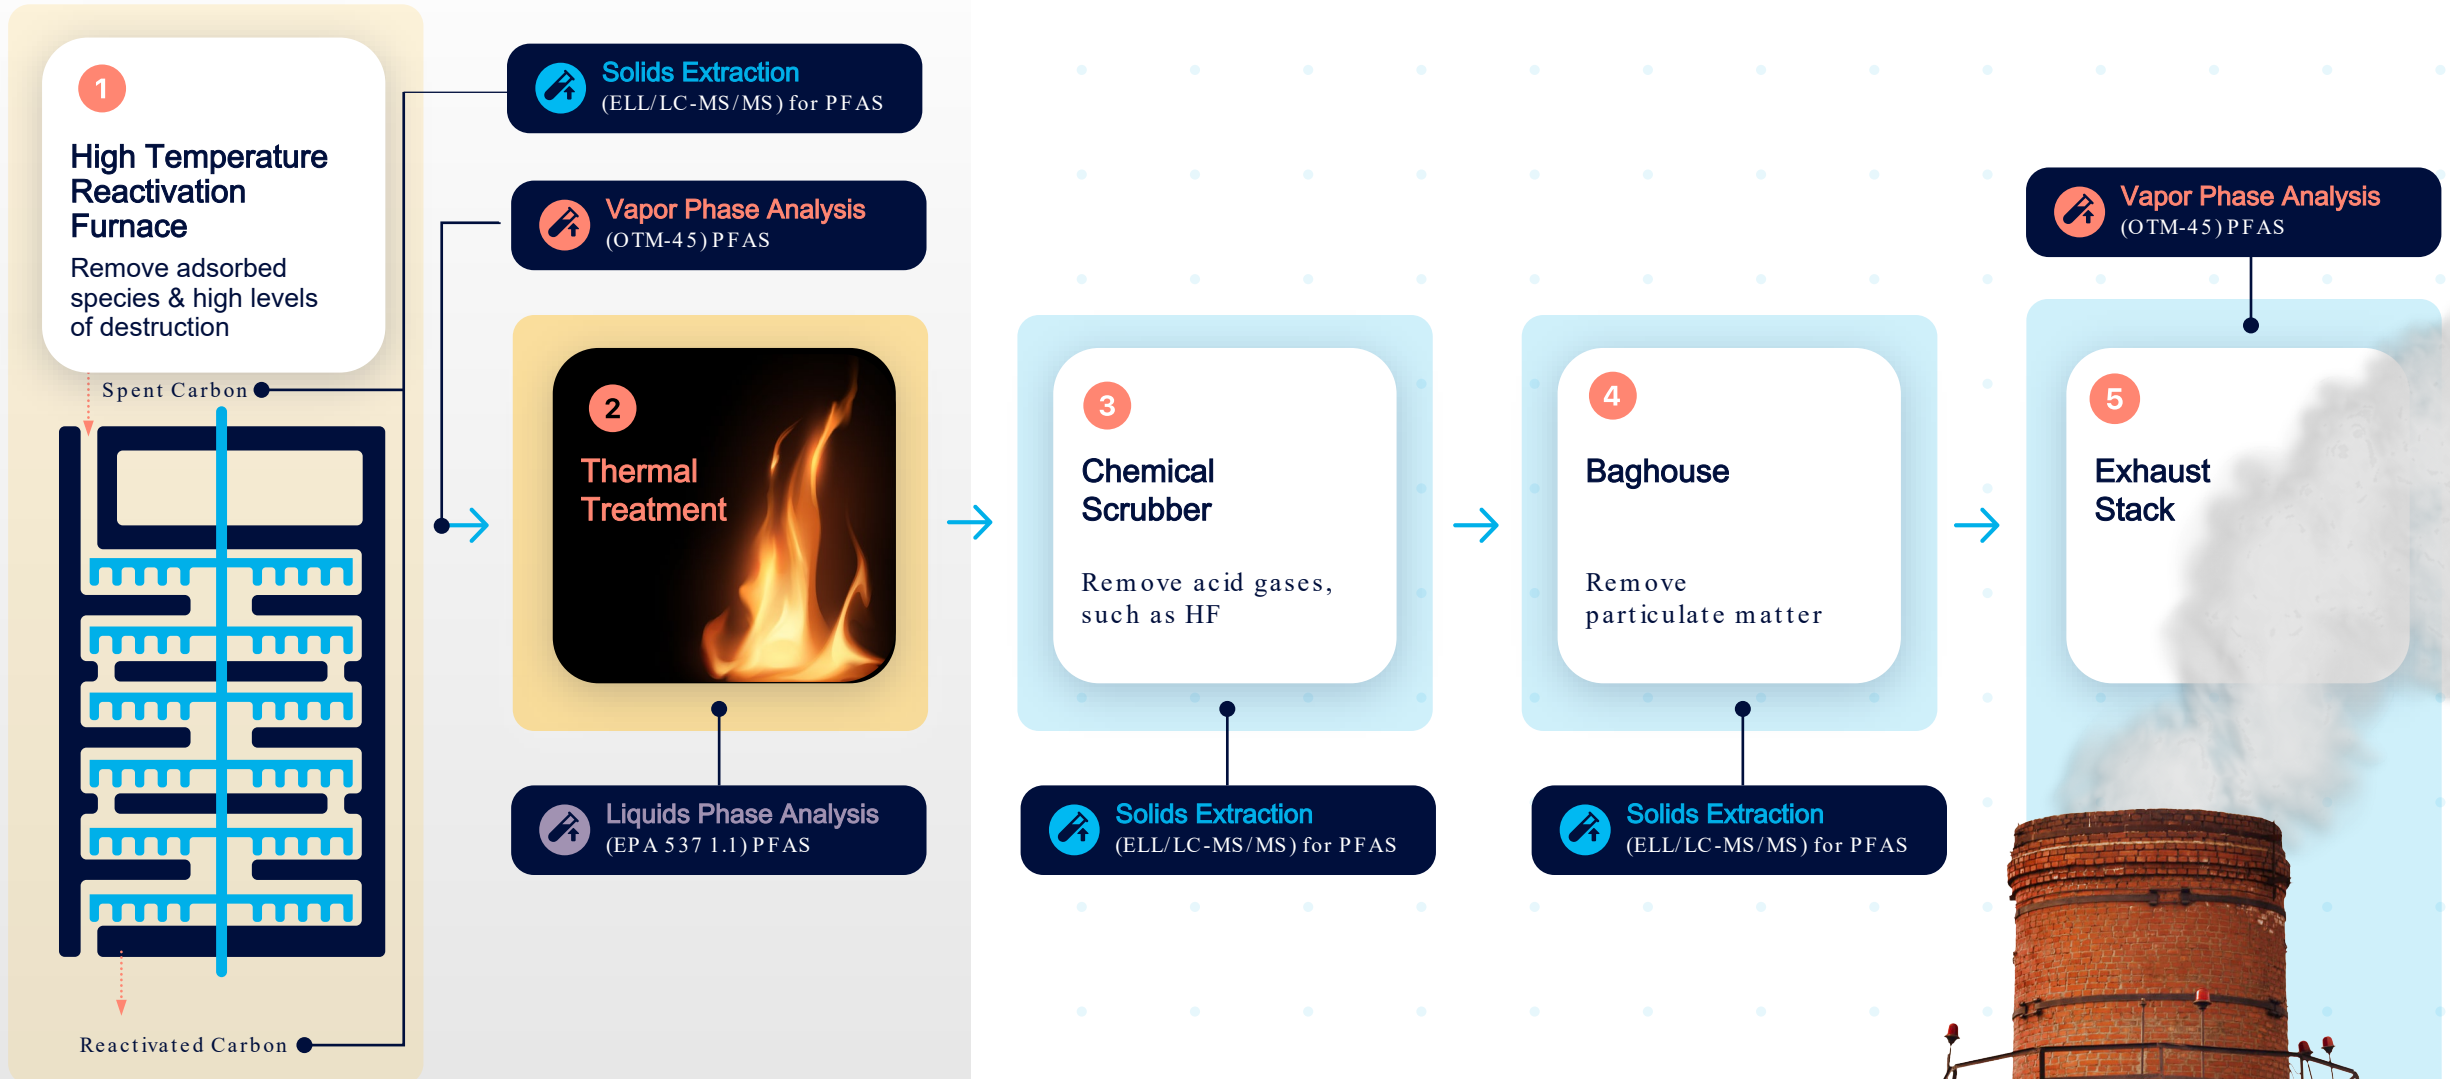 1
High Temperature
Reactivation
Furnace
Remove adsorbed
species & high levels
of destruction
Spent Carbon
Reactivated Carbon
Solids Extraction
(ELL/LC-MS/MS) for PFAS
Vapor Phase Analysis
(OTM-45) PFAS
2
Thermal
Treatment
Liquids Phase Analysis
(EPA 537 1.1) PFAS
3
Chemical
Scrubber
Remove acid gases,
such as HF
Solids Extraction
(ELL/LC-MS/MS) for PFAS
4
Baghouse
Remove
particulate matter
Solids Extraction
(ELL/LC-MS/MS) for PFAS
Vapor Phase Analysis
(OTM-45) PFAS
5
Exhaust
Stack